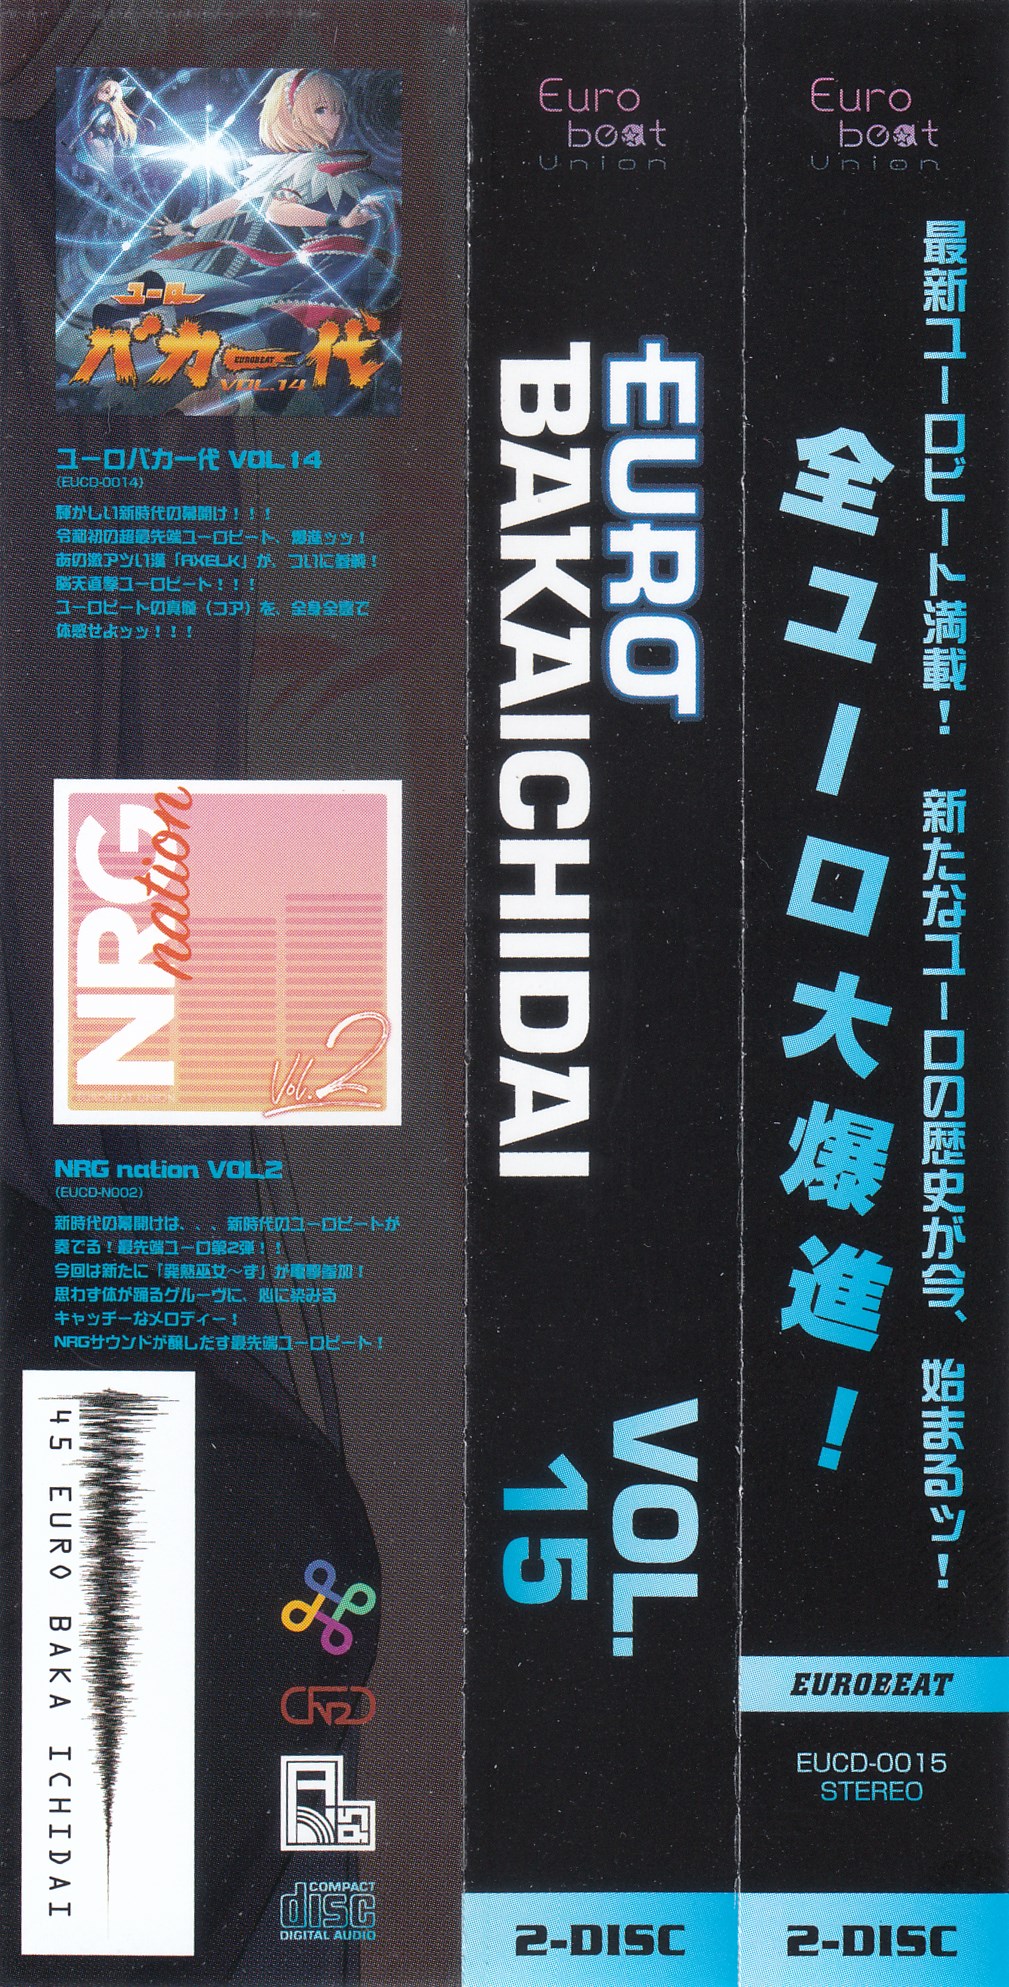 Euro
beat
Union
最新ユーロビート満載！ 新たなユーロの歴史が今、始まるッ！
全ユーロ大爆進！
EUROBEAT
EUCD-0015
STEREO
2-DISC
Euro
beat
Union
EURO
BAKAICHIDAI
VOL.
15
2-DISC
ユーロ
バカ一代
EUROBEAT
VOL.14
ユーロバカ一代 VOL.14
(EUCD-0014)
輝かしい新時代の幕開け！！！
令和初の超最先端ユーロビート、爆進ッッ！
あの激アツい漢「AXELK」が、ついに参戦！
脳天直撃ユーロビート！！！
ユーロビートの真髄（コア）を、全身全霊で
体感せよッッ！！！
NRG
nation
Vol.2
EUROBEAT UNION
NRG nation VOL.2
(EUCD-N002)
新時代の幕開けは、、、新時代のユーロビートが
奏でる！最先端ユーロ第2弾！！
今回は新たに「発熱巫女〜ず」が電撃参加！
思わず体が踊るグルーヴに、心に染みる
キャッチーなメロディー！
NRGサウンドが醸しだす最先端ユーロビート！
45 EURO BAKA ICHIDAI
COMPACT
disc
DIGITAL AUDIO